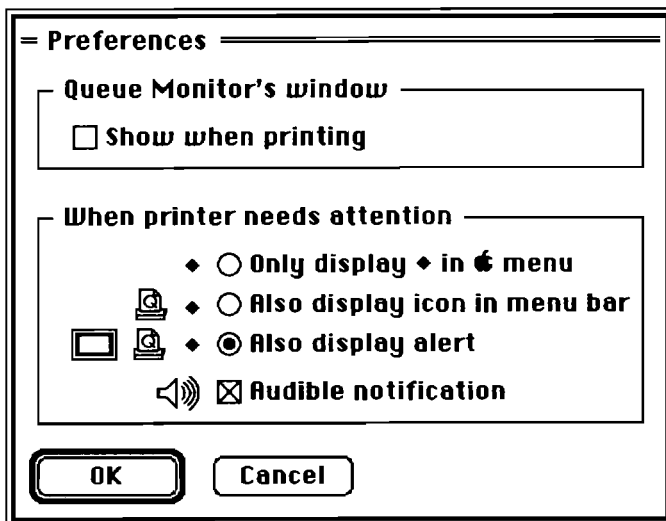 Preferences
Queue Monitor's window
Show when printing
When printer needs attention
Only display ◆ in  menu
Also display icon in menu bar
Also display alert
Audible notification
OK
Cancel